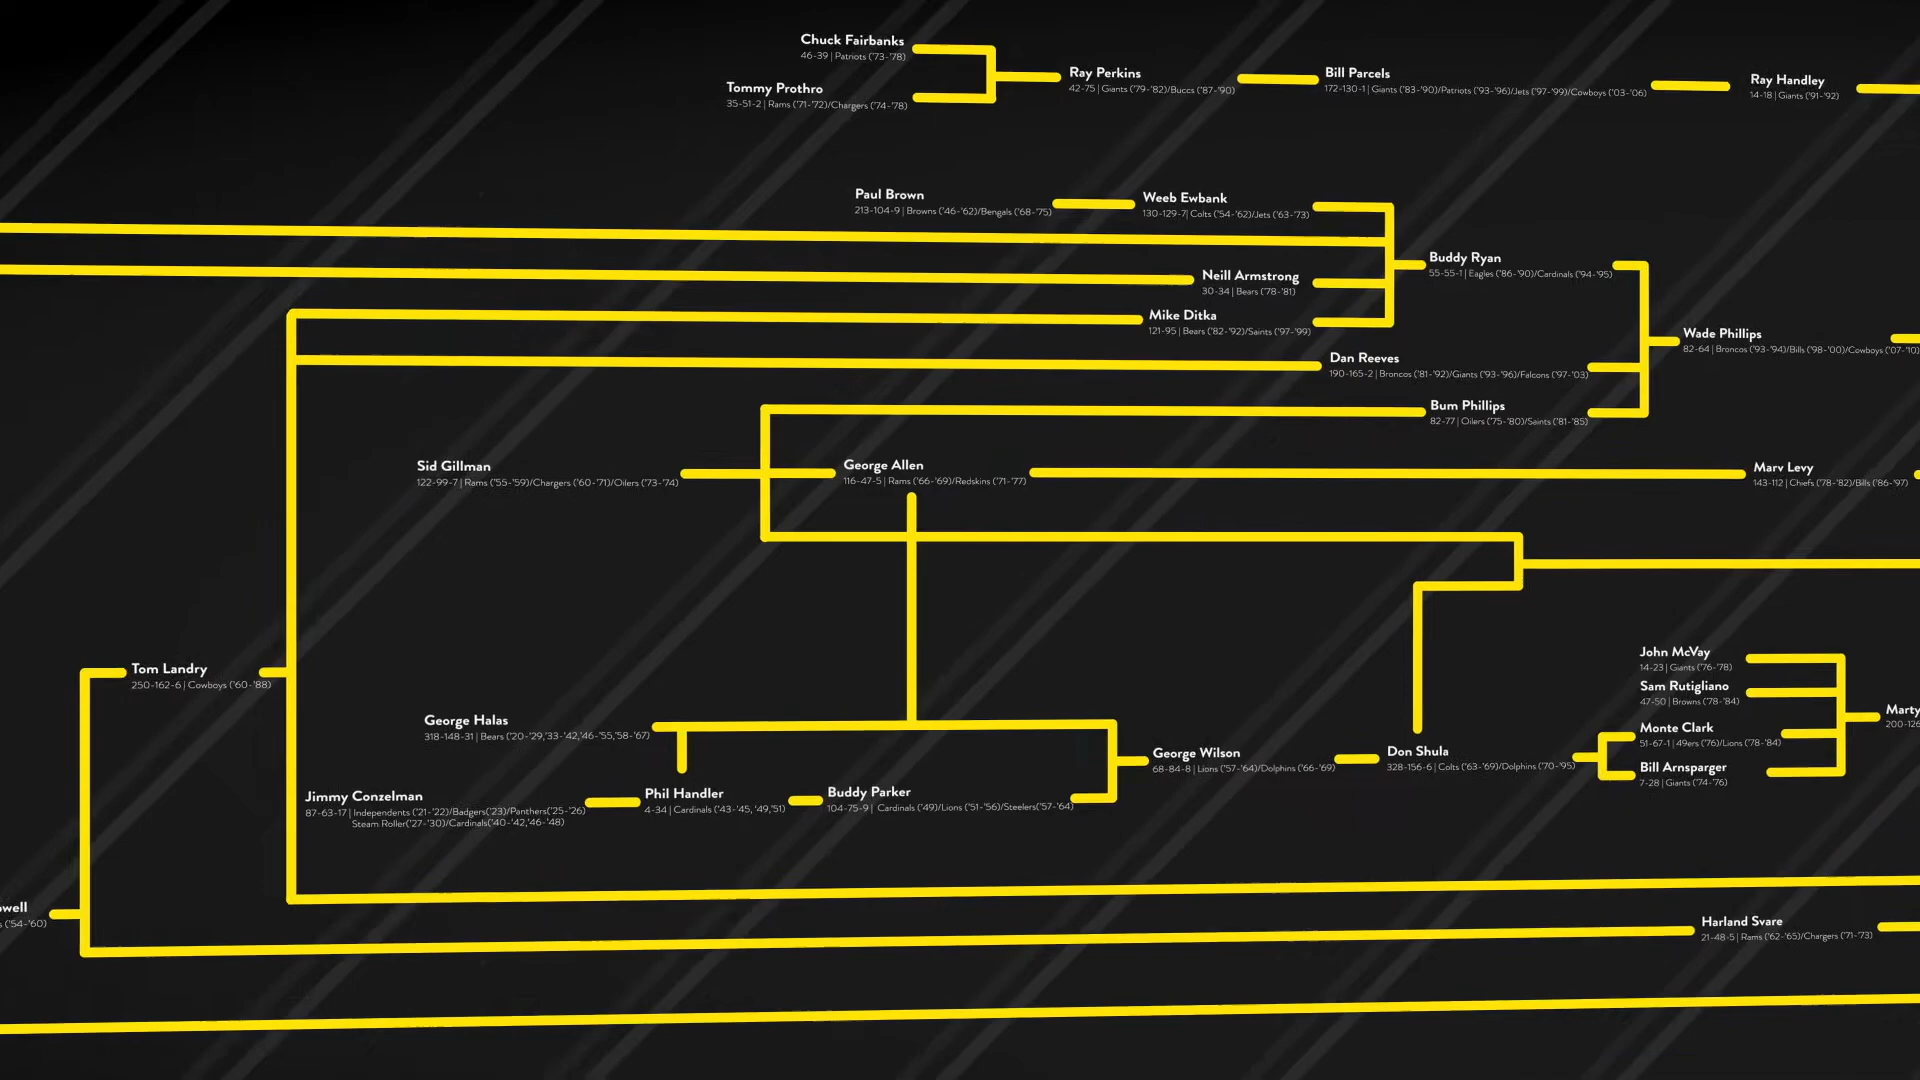 Chuck Fairbanks
46-39 | Patriots ('73-'78)
Tommy Prothro
35-51-2 | Rams ('71-'72)/Chargers ('74-'78)
Ray Perkins
42-75 | Giants ('79-'82)/Buccs ('87-'90)
Bill Parcels
172-130-1 | Giants ('83-'90)/Patriots ('93-'96)/Jets ('97-'99)/Cowboys ('03-'06)
Ray Handley
14-18 | Giants ('91-'92)
Paul Brown
213-104-9 | Browns ('46-'62)/Bengals ('68-'75)
Weeb Ewbank
130-129-7| Colts ('54-'62)/Jets ('63-'73)
Neill Armstrong
30-34 | Bears ('78-'81)
Mike Ditka
121-95 | Bears ('82-'92)/Saints ('97-'99)
Buddy Ryan
55-55-1 | Eagles ('86-'90)/Cardinals ('94-'95)
Dan Reeves
190-165-2 | Broncos ('81-'92)/Giants ('93-'96)/Falcons ('97-'03)
Bum Phillips
82-77 | Oilers ('75-'80)/Saints ('81-'85)
Wade Phillips
82-64 | Broncos ('93-'94)/Bills ('98-'00)/Cowboys ('07-'10)
Sid Gillman
122-99-7 | Rams ('55-'59)/Chargers ('60-'71)/Oilers ('73-'74)
George Allen
116-47-5 | Rams ('66-'69)/Redskins ('71-'77)
Marv Levy
143-112 | Chiefs ('78-'82)/Bills ('86-'97)
Tom Landry
250-162-6 | Cowboys ('60-'88)
George Halas
318-148-31 | Bears ('20-'29,'33-'42,'46-'55,'58-'67)
Jimmy Conzelman
87-63-17 | Independents ('21-'22)/Badgers('23)/Panthers('25-'26)
Steam Roller('27-'30)/Cardinals('40-'42,'46-'48)
Phil Handler
4-34 | Cardinals ('43-'45, '49,'51)
Buddy Parker
104-75-9 | Cardinals ('49)/Lions ('51-'56)/Steelers('57-'64)
George Wilson
68-84-8 | Lions ('57-'64)/Dolphins ('66-'69)
Don Shula
328-156-6 | Colts ('63-'69)/Dolphins ('70-'95)
John McVay
14-23 | Giants ('76-'78)
Sam Rutigliano
47-50 | Browns ('78-'84)
Monte Clark
51-67-1 | 49ers ('76)/Lions ('78-'84)
Bill Arnsparger
7-28 | Giants ('74-'76)
Marty
200-126
owell
s ('54-'60)
Harland Svare
21-48-5 | Rams ('62-'65)/Chargers ('71-'73)